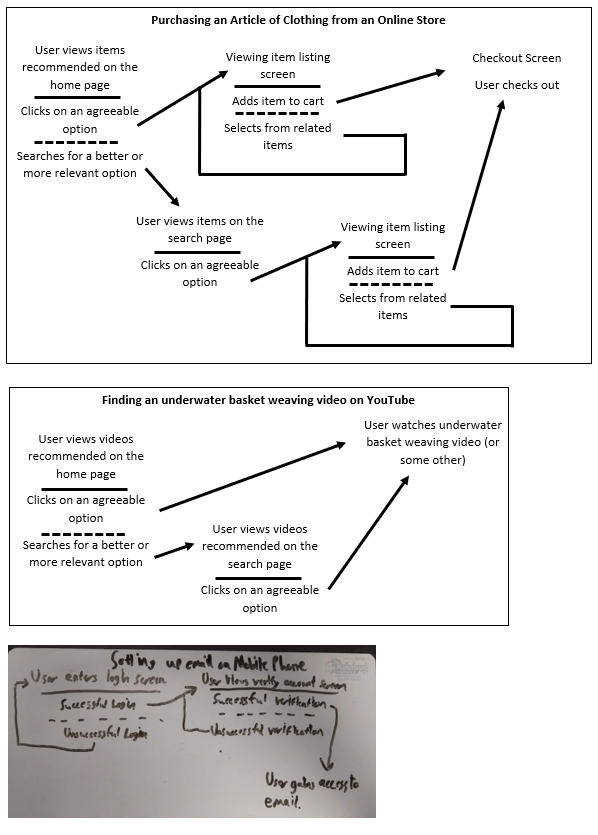 Purchasing an Article of Clothing from an Online Store
User views items
recommended on the
home page
Clicks on an agreeable
option
Searches for a better or
more relevant option
Viewing item listing
screen
Adds item to cart
Selects from related
items
Checkout Screen
User checks out
User views items on the
search page
Clicks on an agreeable
option
Viewing item listing
screen
Adds item to cart
Selects from related
items
Finding an underwater basket weaving video on YouTube
User views videos
recommended on the
home page
Clicks on an agreeable
option
Searches for a better or
more relevant option
User views videos
recommended on the
search page
Clicks on an agreeable
option
User watches underwater
basket weaving video (or
some other)
Setting up email on Mobile Phone
User enters login screen
Successful Login
Unsuccessful Login
User views verify account screen
Successful verification
Unsuccessful verification
User gains access to
email.